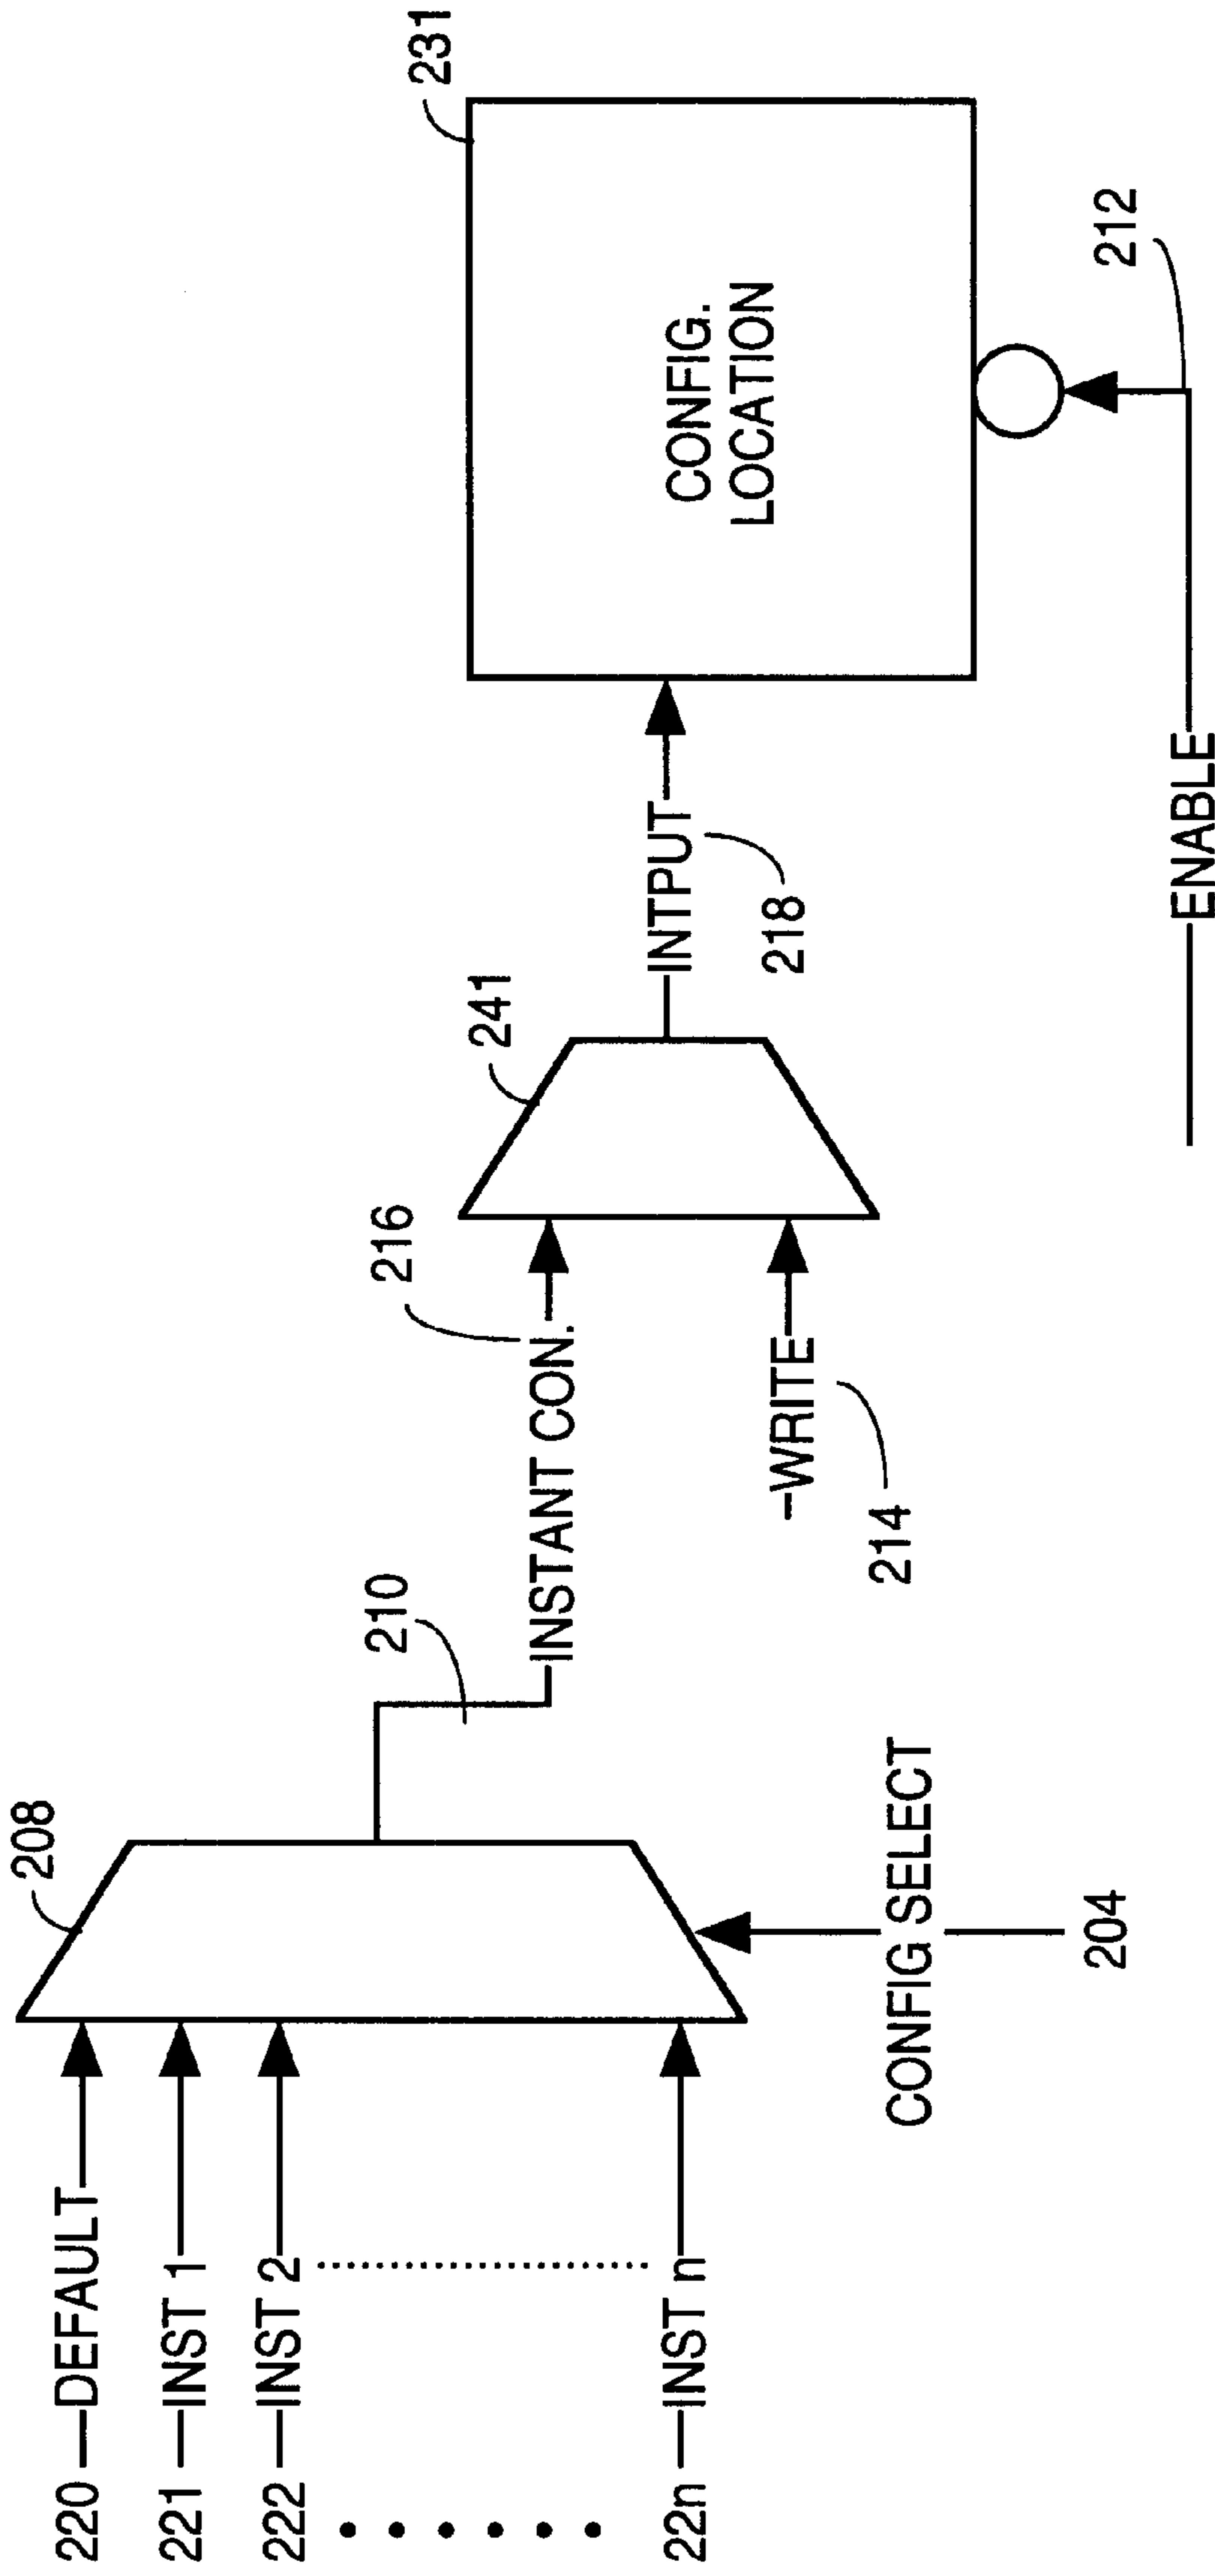 220 DEFAULT
221 INST 1
222 INST 2
22n INST n
208
CONFIG SELECT
204
210
INSTANT CON.
216
WRITE
214
241
INTPUT
218
CONFIG.
LOCATION
231
ENABLE
212